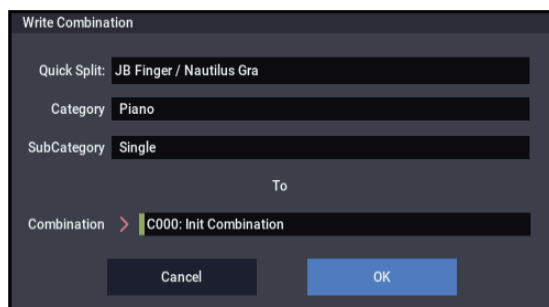 Write Combination
Quick Split: JB Finger / Nautilus Gra
Category Piano
SubCategory Single
To
Combination > C000: Init Combination
Cancel OK